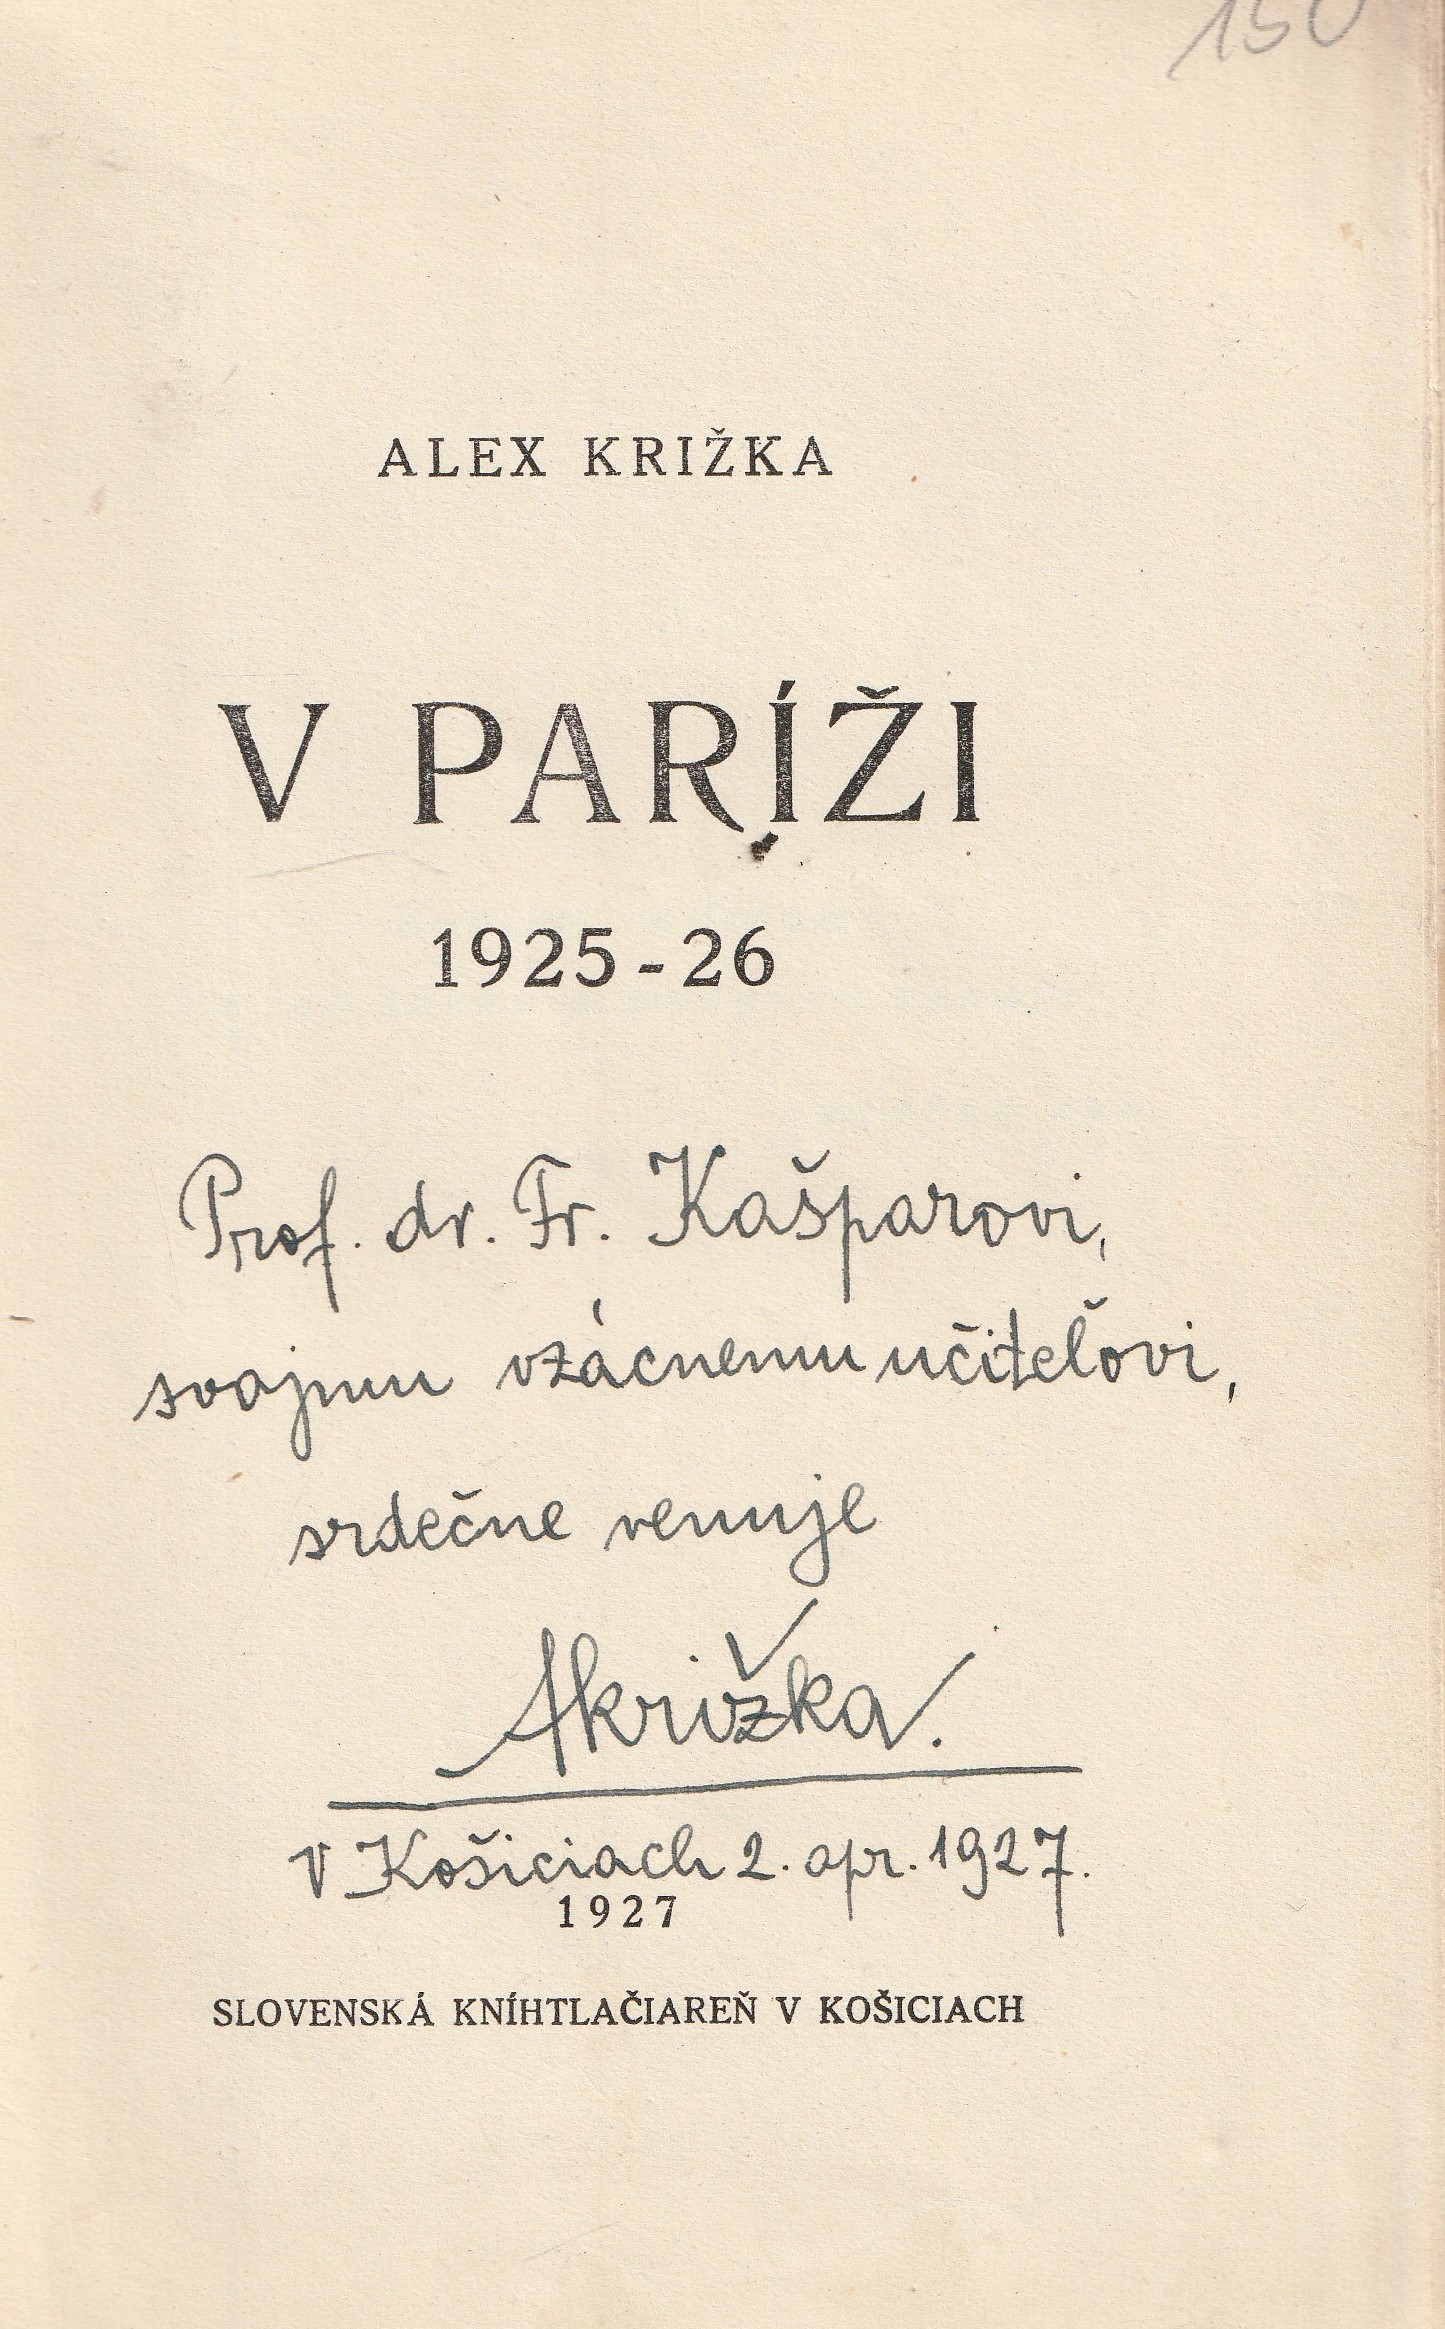 150
ALEX KRIŽKA
V PARÍŽI
1925-26
Prof. dr. Fr. Kašparovi,
svojmu vzácnemu učiteľovi,
srdečne venuje
AKrižka.
V Košiciach 2. apr. 1927.
1927
SLOVENSKÁ KNÍHTLAČIAREŇ V KOŠICIACH